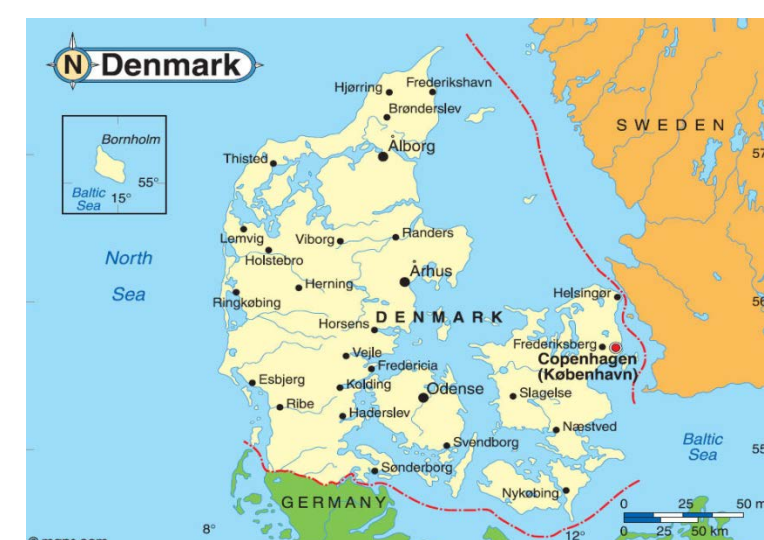 N
Denmark
Hjørring
Frederikshavn
Brønderslev
SWEDEN
Ålborg
Bornholm
Thisted
57
Baltic
Sea
55°
15°
Lemvig
Viborg
Randers
North
Sea
Holstebro
Århus
Herning
Helsingør
Ringkøbing
56
DENMARK
Horsens
Frederiksberg
Copenhagen
(København)
Vejle
Fredericia
Esbjerg
Kolding
Odense
Slagelse
Ribe
Haderslev
Næstved
Svendborg
Baltic
Sea
55
Sønderborg
Nykøbing
GERMANY
0 25 50 m
0 25 50 km
8°
12°